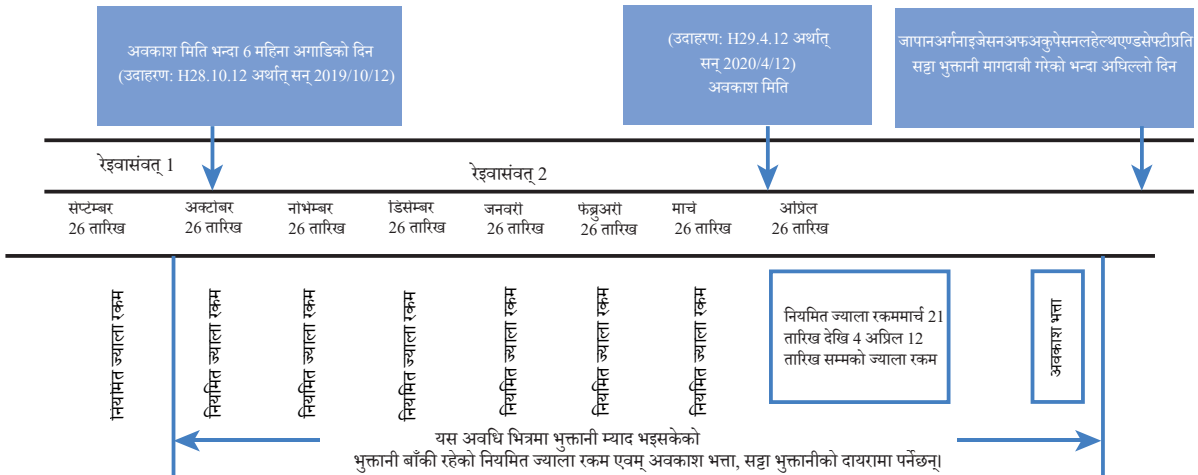 अवकाश मिति भन्दा 6 महिना अगाडिको दिन
(उदाहरण: H28.10.12 अर्थात् सन् 2019/10/12)
(उदाहरण: H29.4.12 अर्थात्
सन् 2020/4/12)
अवकाश मिति
जापानअर्गनाइजेसनअफअकुपेसनलहेल्थएण्डसेफ्टीप्रति
सट्टा भुक्तानी मागदाबी गरेको भन्दा अघिल्लो दिन
रेइवासंवत् 1
रेइवासंवत् 2
सेप्टेम्बर
26 तारिख
अक्टोबर
26 तारिख
नोभेम्बर
26 तारिख
डिसेम्बर
26 तारिख
जनवरी
26 तारिख
फेब्रुअरी
26 तारिख
मार्च
26 तारिख
अप्रिल
26 तारिख
नियमित ज्याला रकम
नियमित ज्याला रकम
नियमित ज्याला रकम
नियमित ज्याला रकम
नियमित ज्याला रकम
नियमित ज्याला रकम
नियमित ज्याला रकम
नियमित ज्याला रकममार्च 21
तारिख देखि 4 अप्रिल 12
तारिख सम्मको ज्याला रकम
अवकाश भत्ता
यस अवधि भित्रमा भुक्तानी म्याद भइसकेको
भुक्तानी बाँकी रहेको नियमित ज्याला रकम एवम् अवकाश भत्ता, सट्टा भुक्तानीको दायरामा पर्नेछन्।